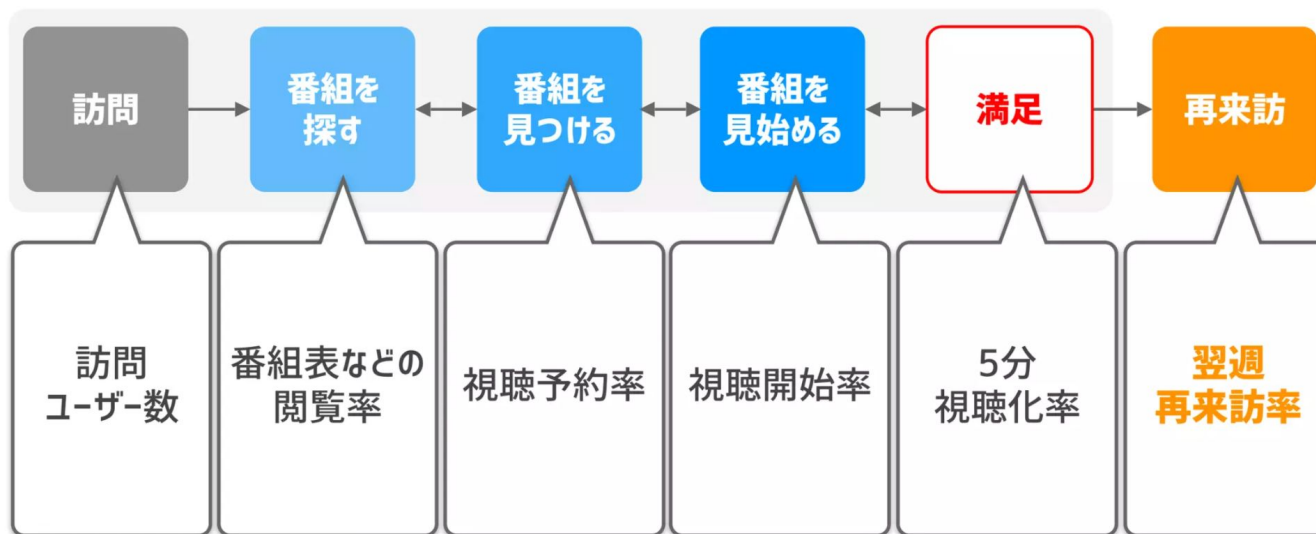 訪問
番組を
探す
番組を
見つける
番組を
見始める
満足
再来訪
訪問
ユーザー数
番組表などの
閲覧率
視聴予約率
視聴開始率
5分
視聴化率
翌週
再来訪率